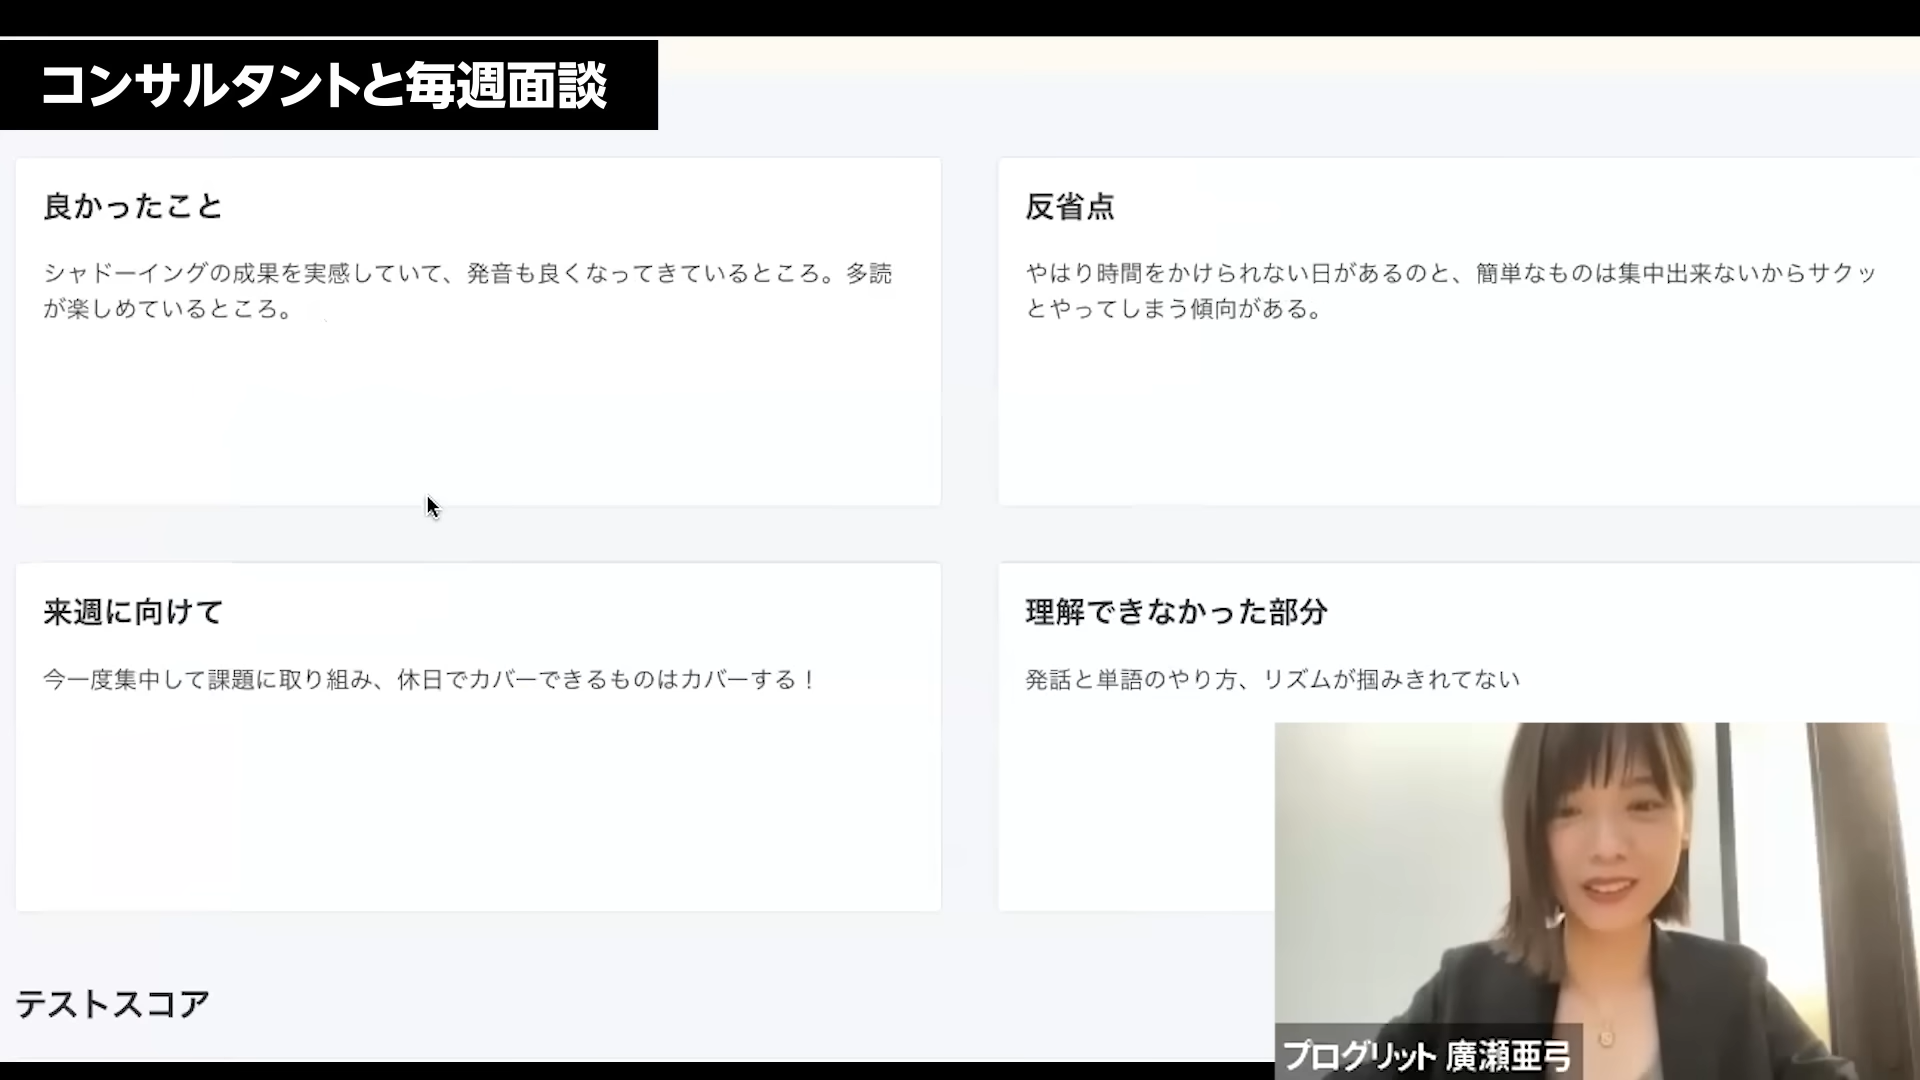 コンサルタントと毎週面談
良かったこと
シャドーイングの成果を実感していて、発音も良くなってきているところ。多読
が楽しめているところ。
反省点
やはり時間をかけられない日があるのと、簡単なものは集中出来ないからサクッ
とやってしまう傾向がある。
来週に向けて
今一度集中して課題に取り組み、休日でカバーできるものはカバーする！
理解できなかった部分
発話と単語のやり方、リズムが掴みきれてない
テストスコア
プログリット 廣瀬亜弓